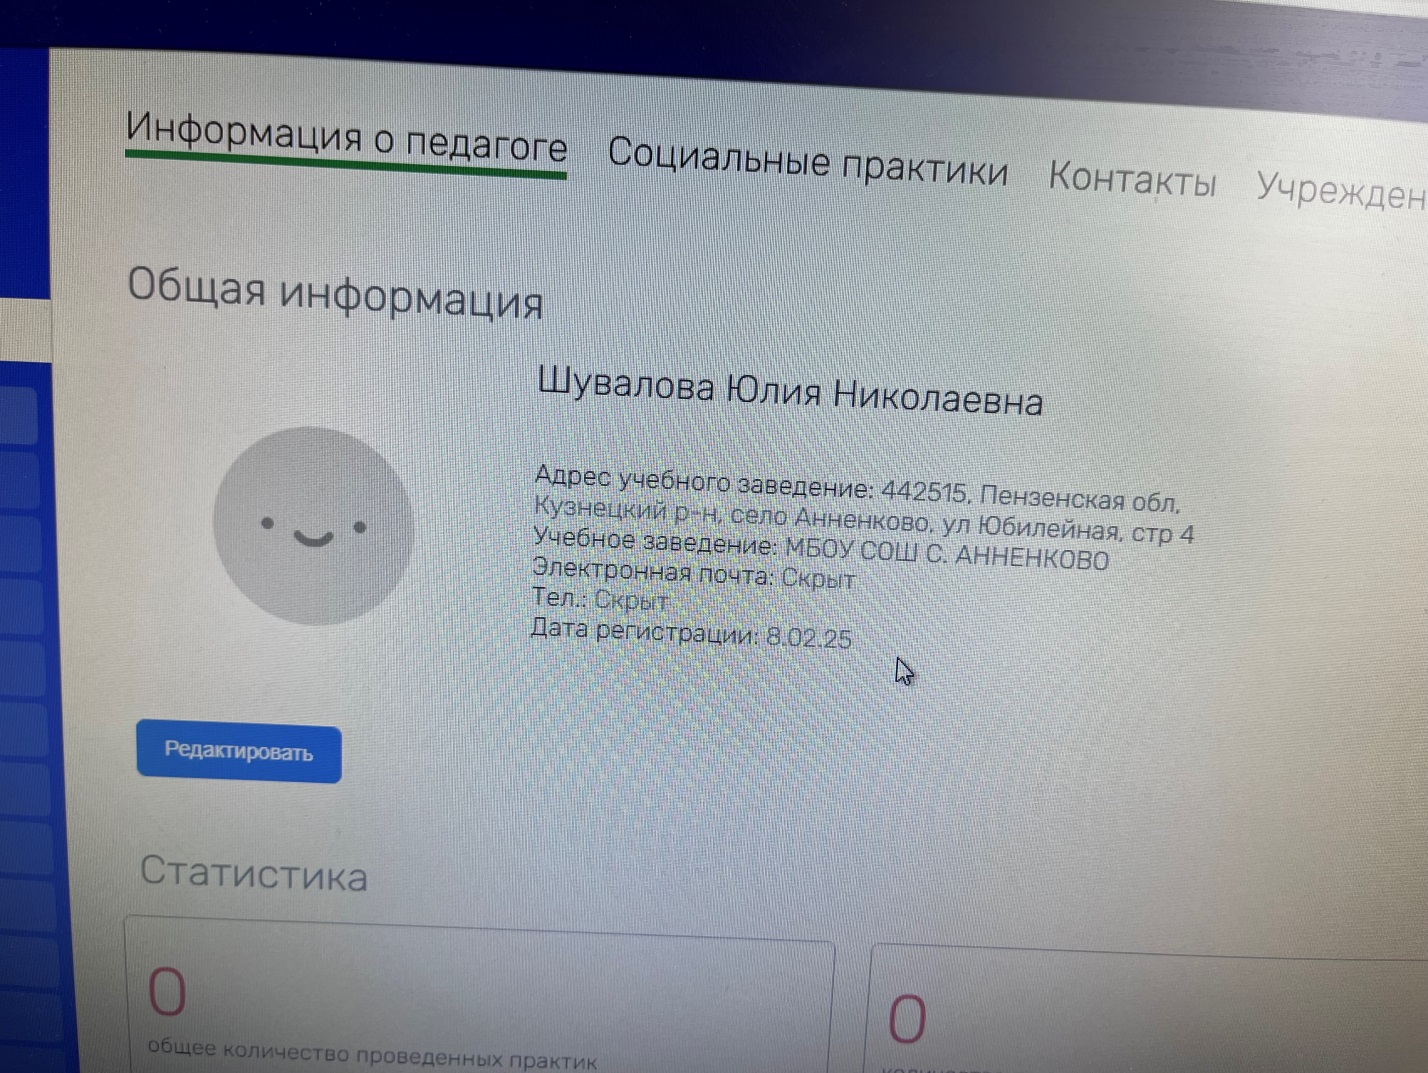 Информация о педагоге Социальные практики Контакты Учрежден
Общая информация
Шувалова Юлия Николаевна
Адрес учебного заведение: 442515, Пензенская обл,
Кузнецкий р-н, село Анненково, ул Юбилейная, стр 4
Учебное заведение: МБОУ СОШ С. АННЕНКОВО
Электронная почта: Скрыт
Тел.: Скрыт
Дата регистрации: 8.02.25
Редактировать
Статистика
0 0
общее количество проведенных практик